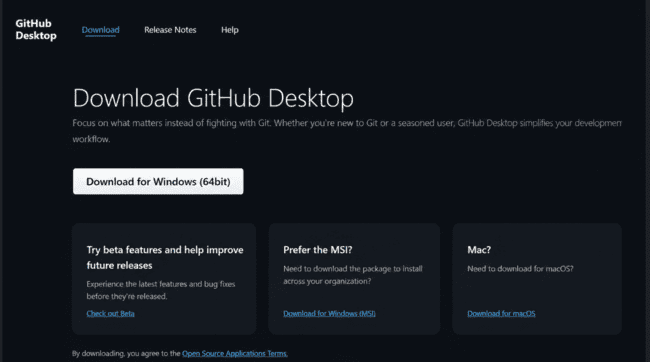 GitHub
Desktop
Download
Release Notes
Help
Download GitHub Desktop
Focus on what matters instead of fighting with Git. Whether you're new to Git or a seasoned user, GitHub Desktop simplifies your development
workflow.
Download for Windows (64bit)
Try beta features and help improve
future releases
Experience the latest features and bug fixes
before they're released.
Check out Beta
Prefer the MSI?
Need to download the package to install
across your organization?
Download for Windows (MSI)
Mac?
Need to download for macOS?
Download for macOS
By downloading, you agree to the Open Source Applications Terms.